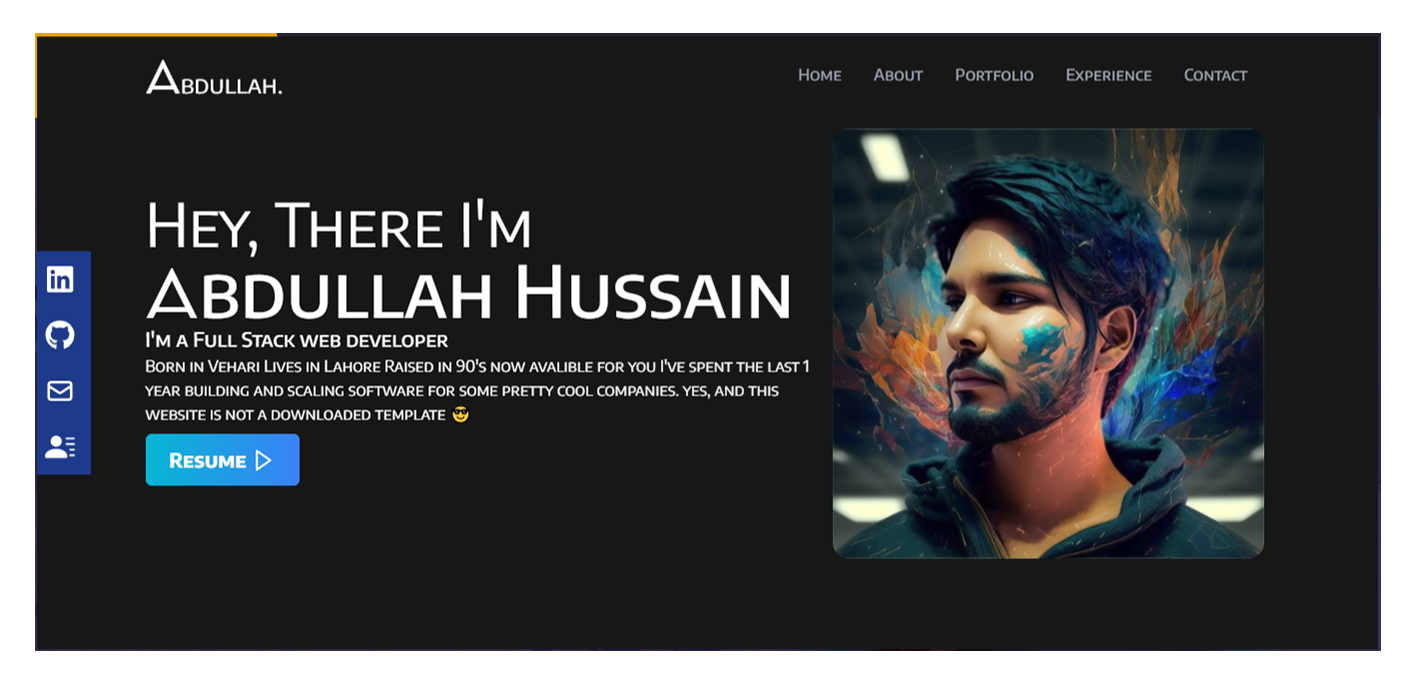 Abdullah.
Home About Portfolio Experience Contact
Hey, There I'm
Abdullah Hussain
I'm a Full Stack web developer
Born in Vehari Lives in Lahore Raised in 90's now avalible for you I've spent the last 1
year building and scaling software for some pretty cool companies. Yes, and this
website is not a downloaded template 😎
in
Resume